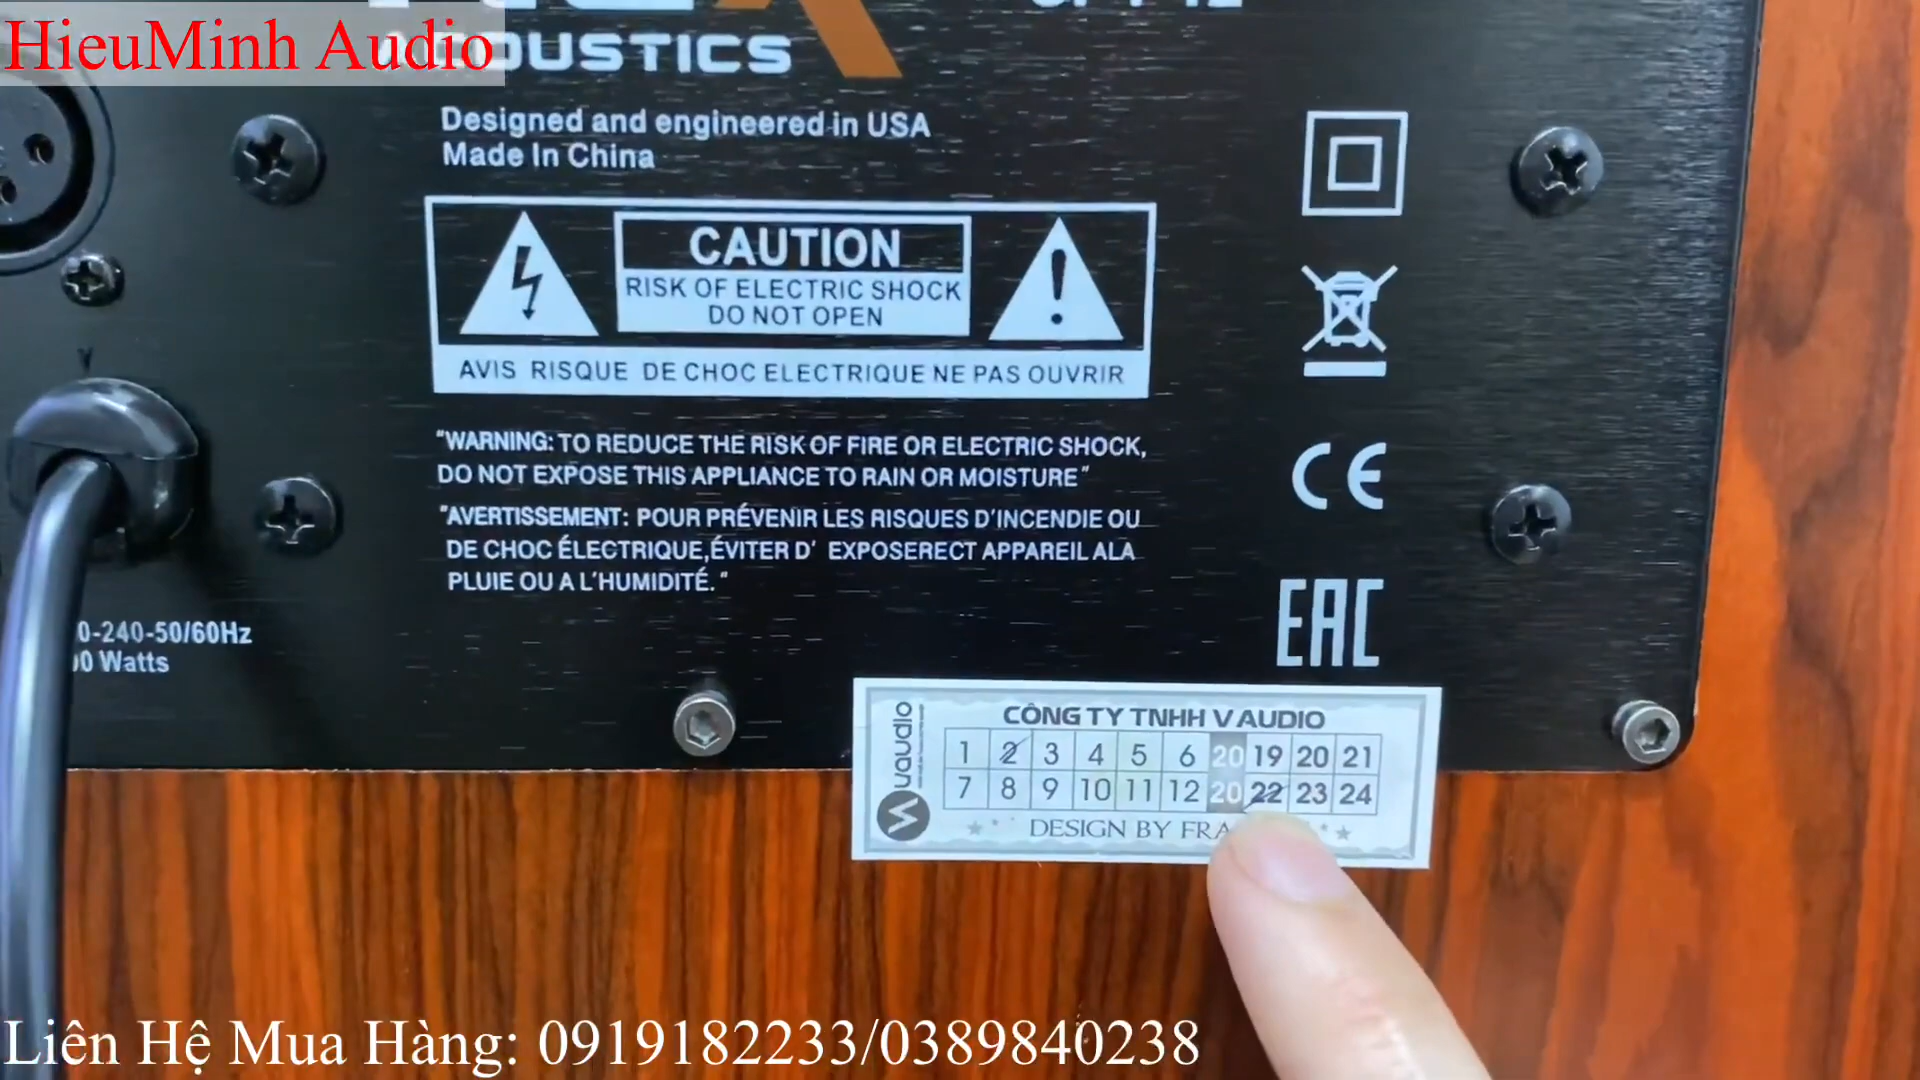 HieuMinh Audio
ACOUSTICS
Designed and engineered in USA
Made In China
CAUTION
RISK OF ELECTRIC SHOCK
DO NOT OPEN
AVIS RISQUE DE CHOC ELECTRIQUE NE PAS OUVRIR
"WARNING: TO REDUCE THE RISK OF FIRE OR ELECTRIC SHOCK,
DO NOT EXPOSE THIS APPLIANCE TO RAIN OR MOISTURE"
"AVERTISSEMENT: POUR PRÉVENIR LES RISQUES D'INCENDIE OU
DE CHOC ÉLECTRIQUE,ÉVITER D' EXPOSERECT APPAREIL ALA
PLUIE OU A L'HUMIDITÉ."
CE
EAC
0-240-50/60Hz
00 Watts
CÔNG TY TNHH VAUDIO
vaudio
1 2 3 4 5 6 20 19 20 21
7 8 9 10 11 12 20 22 23 24
DESIGN BY FRA
Liên Hệ Mua Hàng: 0919182233/0389840238